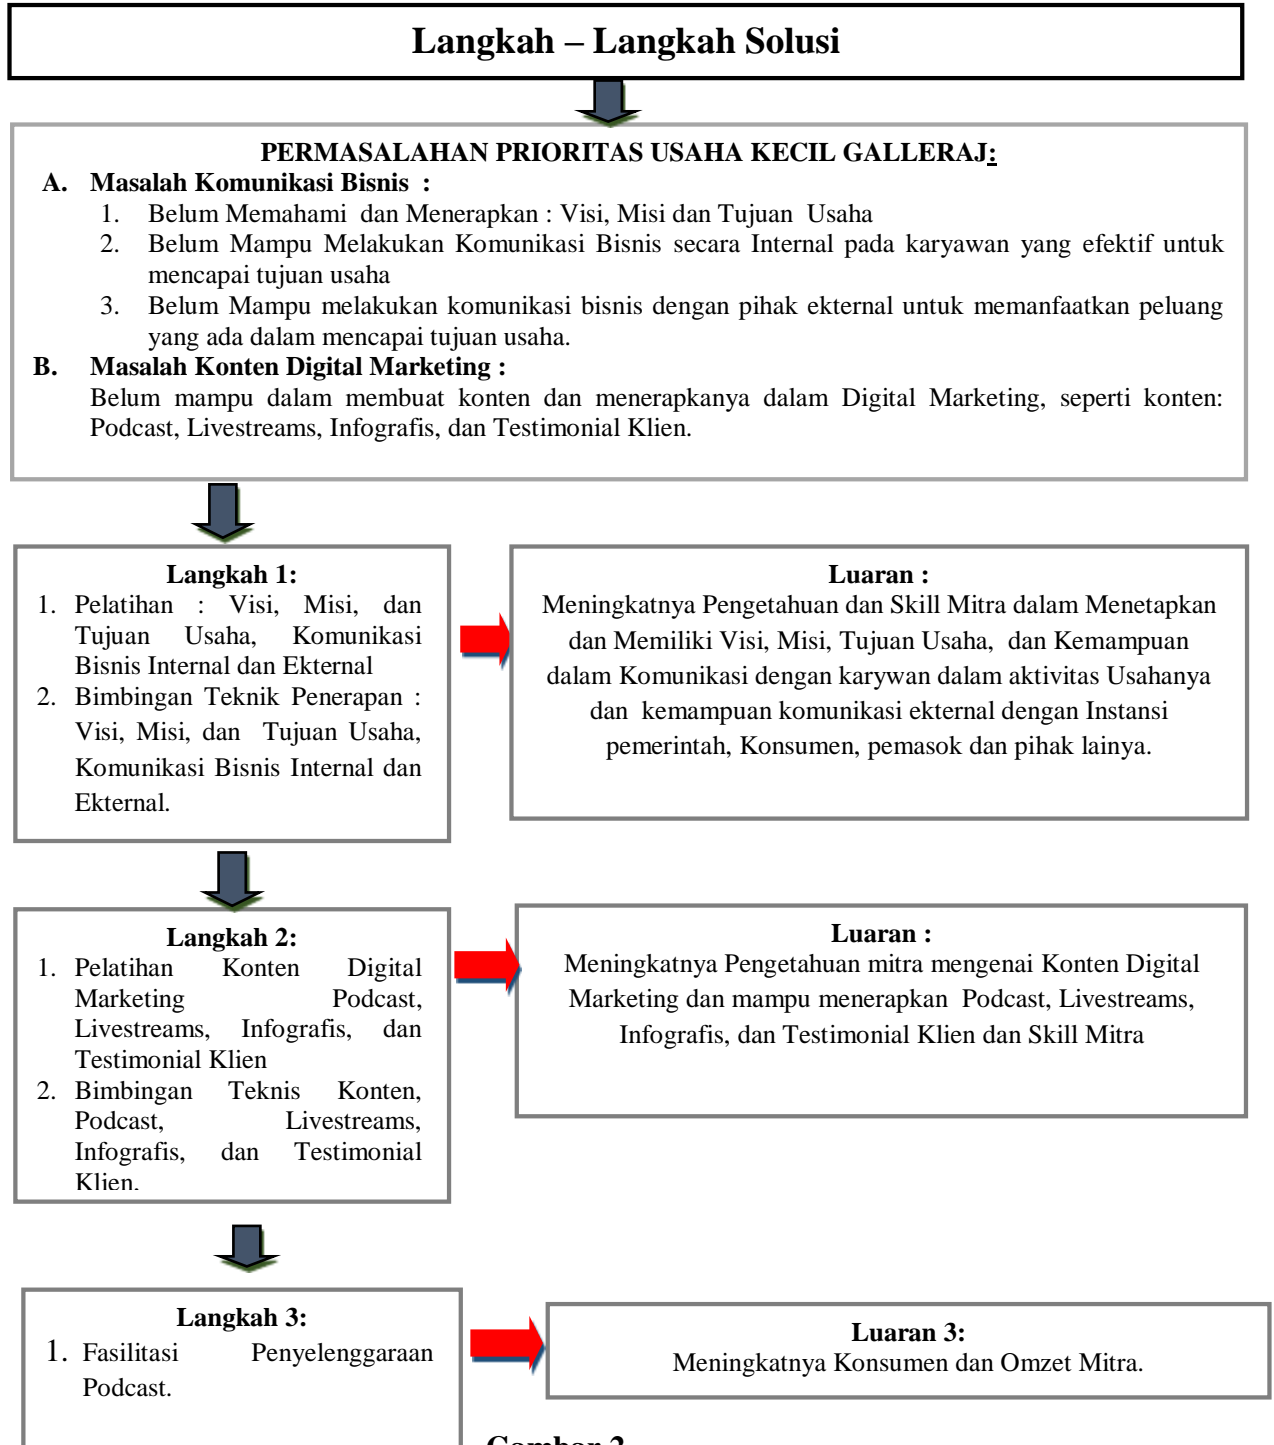 Langkah – Langkah Solusi
PERMASALAHAN PRIORITAS USAHA KECIL GALLERAJ:
A. Masalah Komunikasi Bisnis :
1. Belum Memahami dan Menerapkan : Visi, Misi dan Tujuan Usaha
2. Belum Mampu Melakukan Komunikasi Bisnis secara Internal pada karyawan yang efektif untuk
mencapai tujuan usaha
3. Belum Mampu melakukan komunikasi bisnis dengan pihak ekternal untuk memanfaatkan peluang
yang ada dalam mencapai tujuan usaha.
B. Masalah Konten Digital Marketing :
Belum mampu dalam membuat konten dan menerapkanya dalam Digital Marketing, seperti konten:
Podcast, Livestreams, Infografis, dan Testimonial Klien.
Langkah 1:
1. Pelatihan : Visi, Misi, dan
Tujuan Usaha, Komunikasi
Bisnis Internal dan Ekternal
2. Bimbingan Teknik Penerapan :
Visi, Misi, dan Tujuan Usaha,
Komunikasi Bisnis Internal dan
Ekternal.
Luaran :
Meningkatnya Pengetahuan dan Skill Mitra dalam Menetapkan
dan Memiliki Visi, Misi, Tujuan Usaha, dan Kemampuan
dalam Komunikasi dengan karywan dalam aktivitas Usahanya
dan kemampuan komunikasi ekternal dengan Instansi
pemerintah, Konsumen, pemasok dan pihak lainya.
Langkah 2:
1. Pelatihan Konten Digital
Marketing Podcast,
Livestreams, Infografis, dan
Testimonial Klien
2. Bimbingan Teknis Konten,
Podcast, Livestreams,
Infografis, dan Testimonial
Klien.
Luaran :
Meningkatnya Pengetahuan mitra mengenai Konten Digital
Marketing dan mampu menerapkan Podcast, Livestreams,
Infografis, dan Testimonial Klien dan Skill Mitra
Langkah 3:
1. Fasilitasi Penyelenggaraan
Podcast.
Luaran 3:
Meningkatnya Konsumen dan Omzet Mitra.
Gambar 2